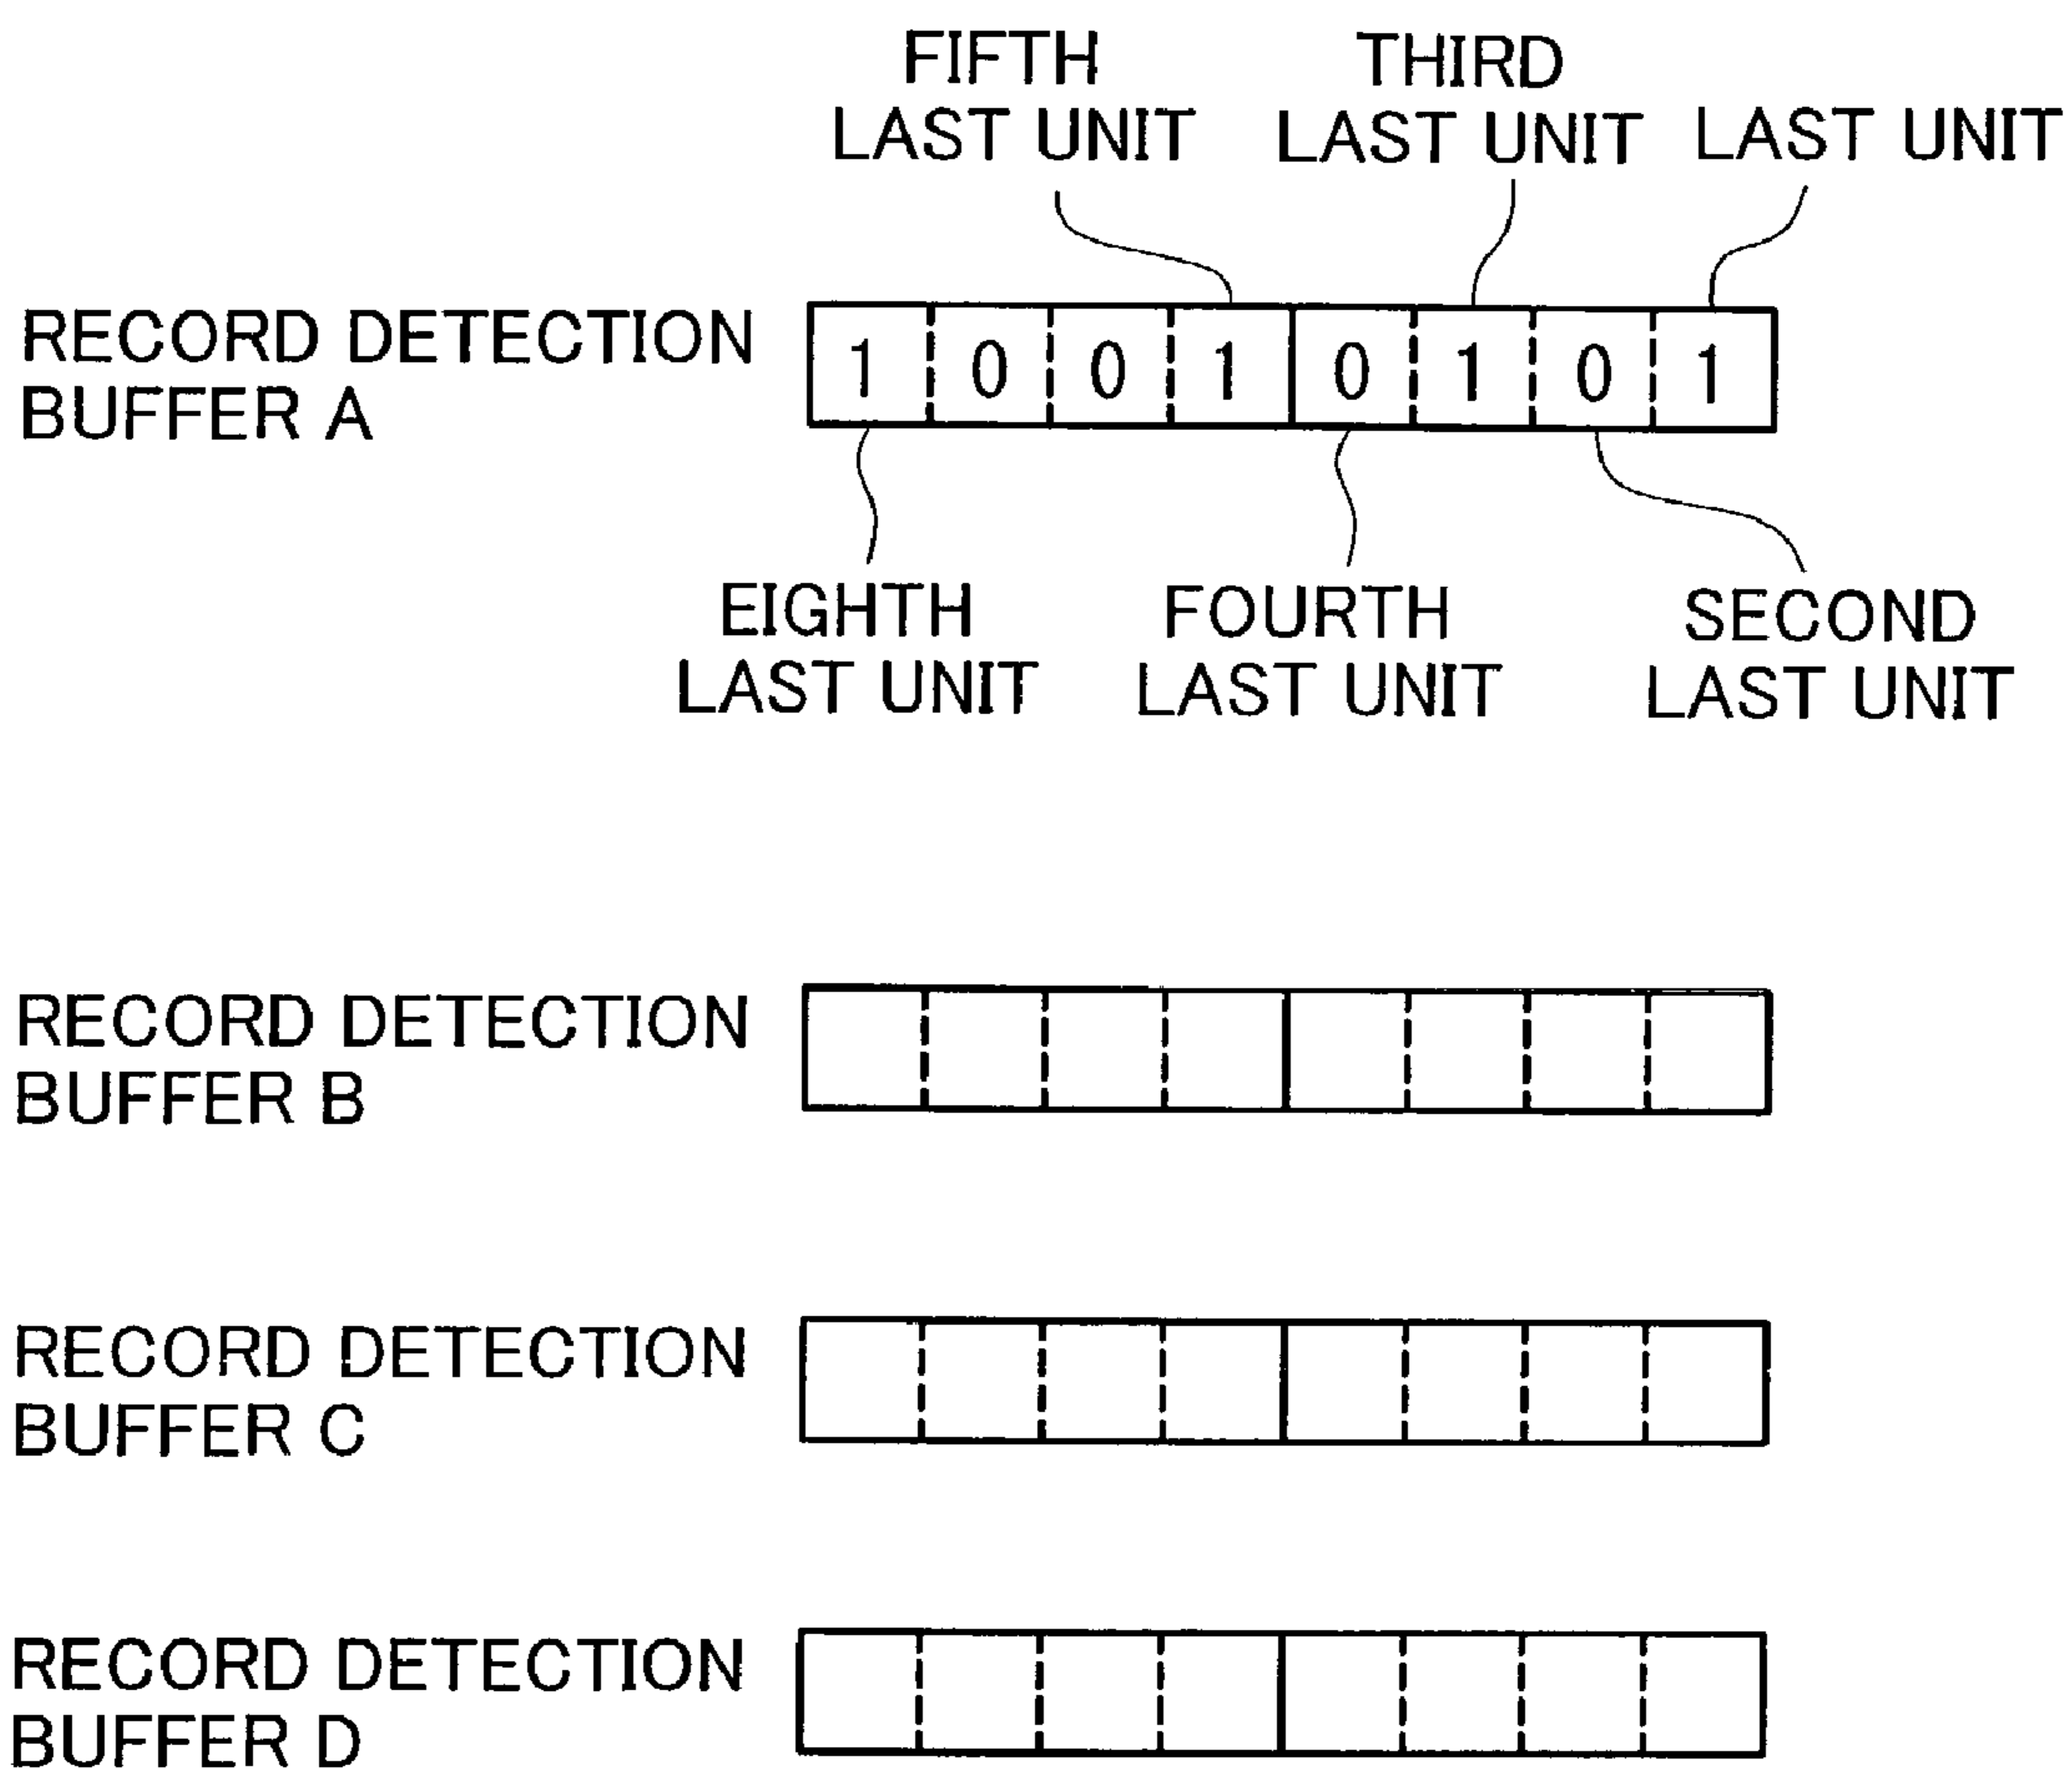 FIFTH
LAST UNIT
THIRD
LAST UNIT
LAST UNIT
RECORD DETECTION
BUFFER A
1 0 0 1 0 1 0 1
EIGHTH
LAST UNIT
FOURTH
LAST UNIT
SECOND
LAST UNIT
RECORD DETECTION
BUFFER B
RECORD DETECTION
BUFFER C
RECORD DETECTION
BUFFER D